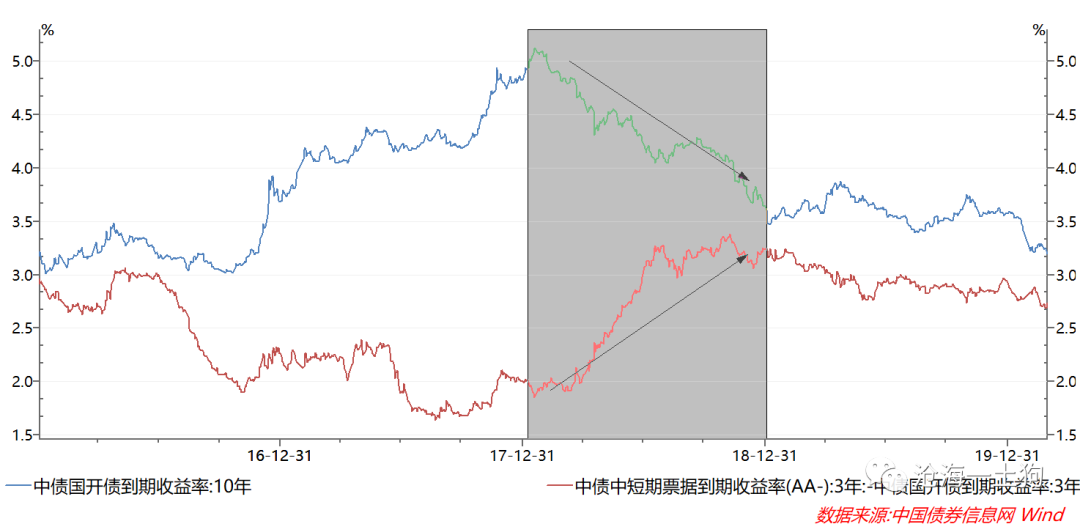 % %
5.0 5.0
4.5 4.5
4.0 4.0
3.5 3.5
3.0 3.0
2.5 2.5
2.0 2.0
1.5 1.5
16-12-31 17-12-31 18-12-31 19-12-31
中债国开债到期收益率:10年 中债中短期票据到期收益率(AA-):3年:-中债国开债到期收益率:3年
沧海一土狗
数据来源:中国债券信息网 Wind